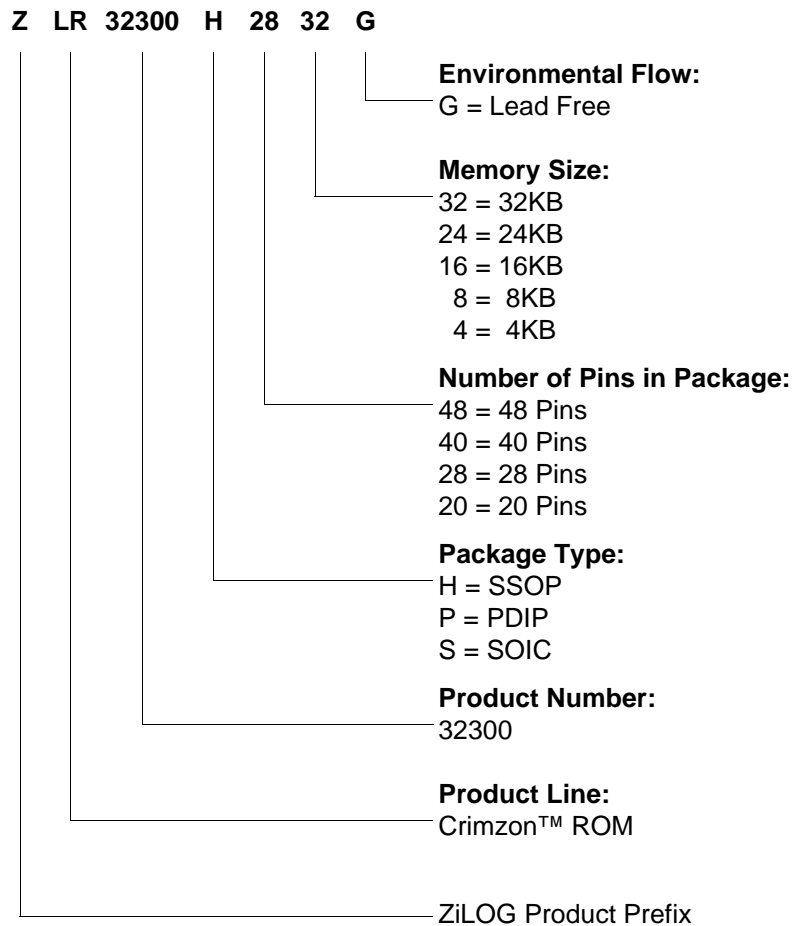 Z LR 32300 H 28 32 G
Environmental Flow:
G = Lead Free
Memory Size:
32 = 32KB
24 = 24KB
16 = 16KB
8 = 8KB
4 = 4KB
Number of Pins in Package:
48 = 48 Pins
40 = 40 Pins
28 = 28 Pins
20 = 20 Pins
Package Type:
H = SSOP
P = PDIP
S = SOIC
Product Number:
32300
Product Line:
Crimzon™ ROM
ZiLOG Product Prefix